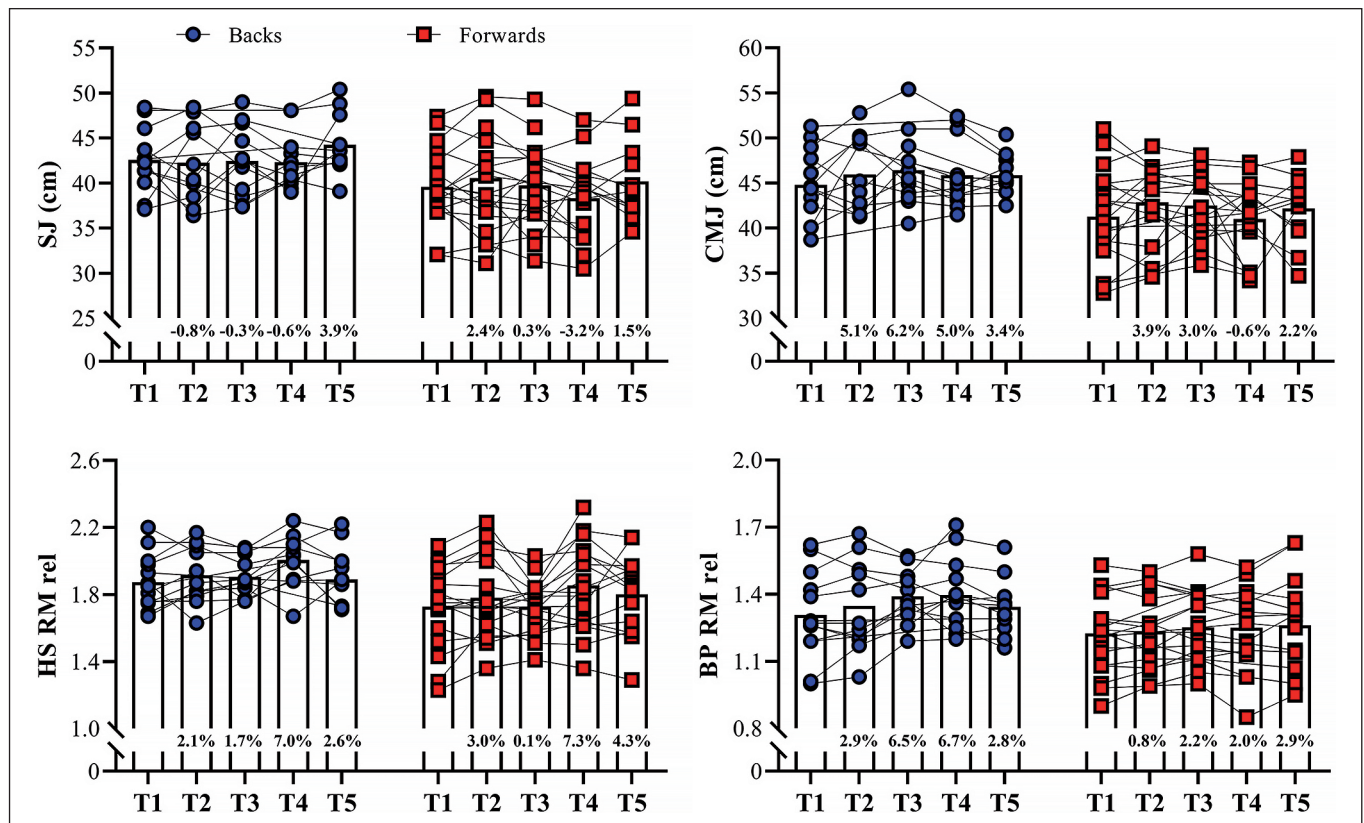 Backs Forwards
SJ (cm)
55
50
45
40
35
30
25
0
-0.8% -0.3% -0.6% 3.9% 2.4% 0.3% -3.2% 1.5%
T1 T2 T3 T4 T5 T1 T2 T3 T4 T5
CMJ (cm)
60
55
50
45
40
35
30
0
5.1% 6.2% 5.0% 3.4% 3.9% 3.0% -0.6% 2.2%
T1 T2 T3 T4 T5 T1 T2 T3 T4 T5
HS RM rel
2.6
2.2
1.8
1.4
1.0
0
2.1% 1.7% 7.0% 2.6% 3.0% 0.1% 7.3% 4.3%
T1 T2 T3 T4 T5 T1 T2 T3 T4 T5
BP RM rel
2.0
1.7
1.4
1.1
0.8
0
2.9% 6.5% 6.7% 2.8% 0.8% 2.2% 2.0% 2.9%
T1 T2 T3 T4 T5 T1 T2 T3 T4 T5